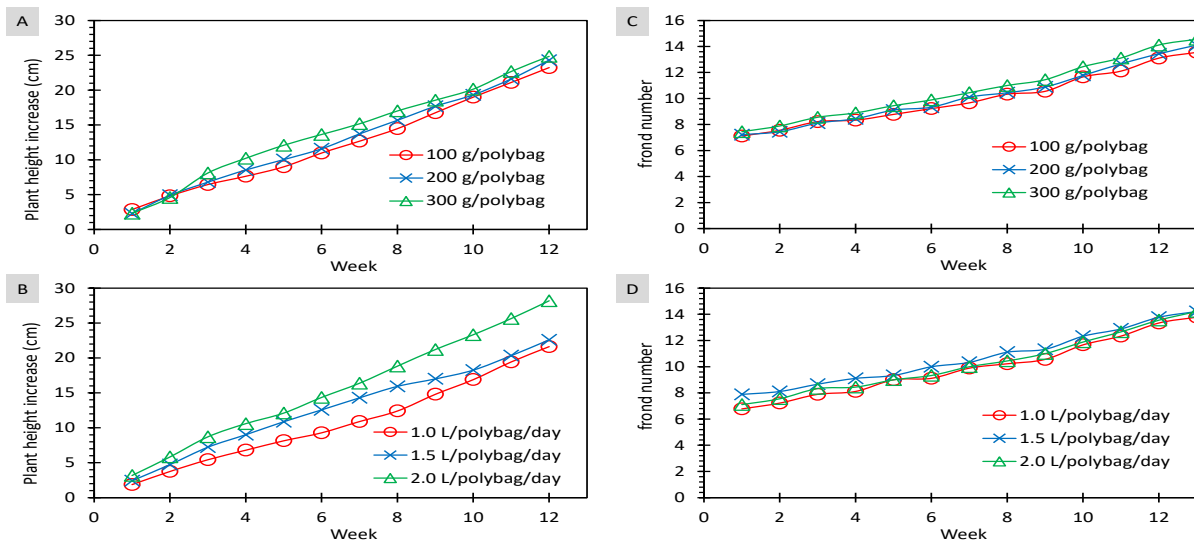 A
Plant height increase (cm)
30
25
20
15
10
5
0
100 g/polybag
200 g/polybag
300 g/polybag
0 2 4 6 8 10 12
Week
C
frond number
16
14
12
10
8
6
4
2
0
100 g/polybag
200 g/polybag
300 g/polybag
0 2 4 6 8 10 12
Week
B
Plant height increase (cm)
30
25
20
15
10
5
0
1.0 L/polybag/day
1.5 L/polybag/day
2.0 L/polybag/day
0 2 4 6 8 10 12
Week
D
frond number
16
14
12
10
8
6
4
2
0
1.0 L/polybag/day
1.5 L/polybag/day
2.0 L/polybag/day
0 2 4 6 8 10 12
Week